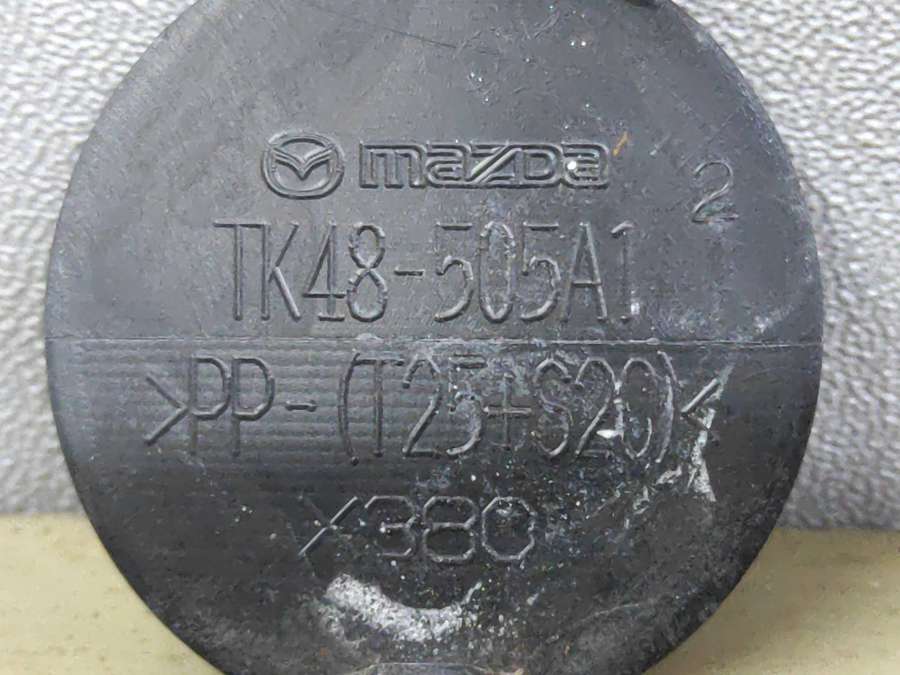 mazda
2
TK48-505A1
>PP-(T25+S20)<
X380